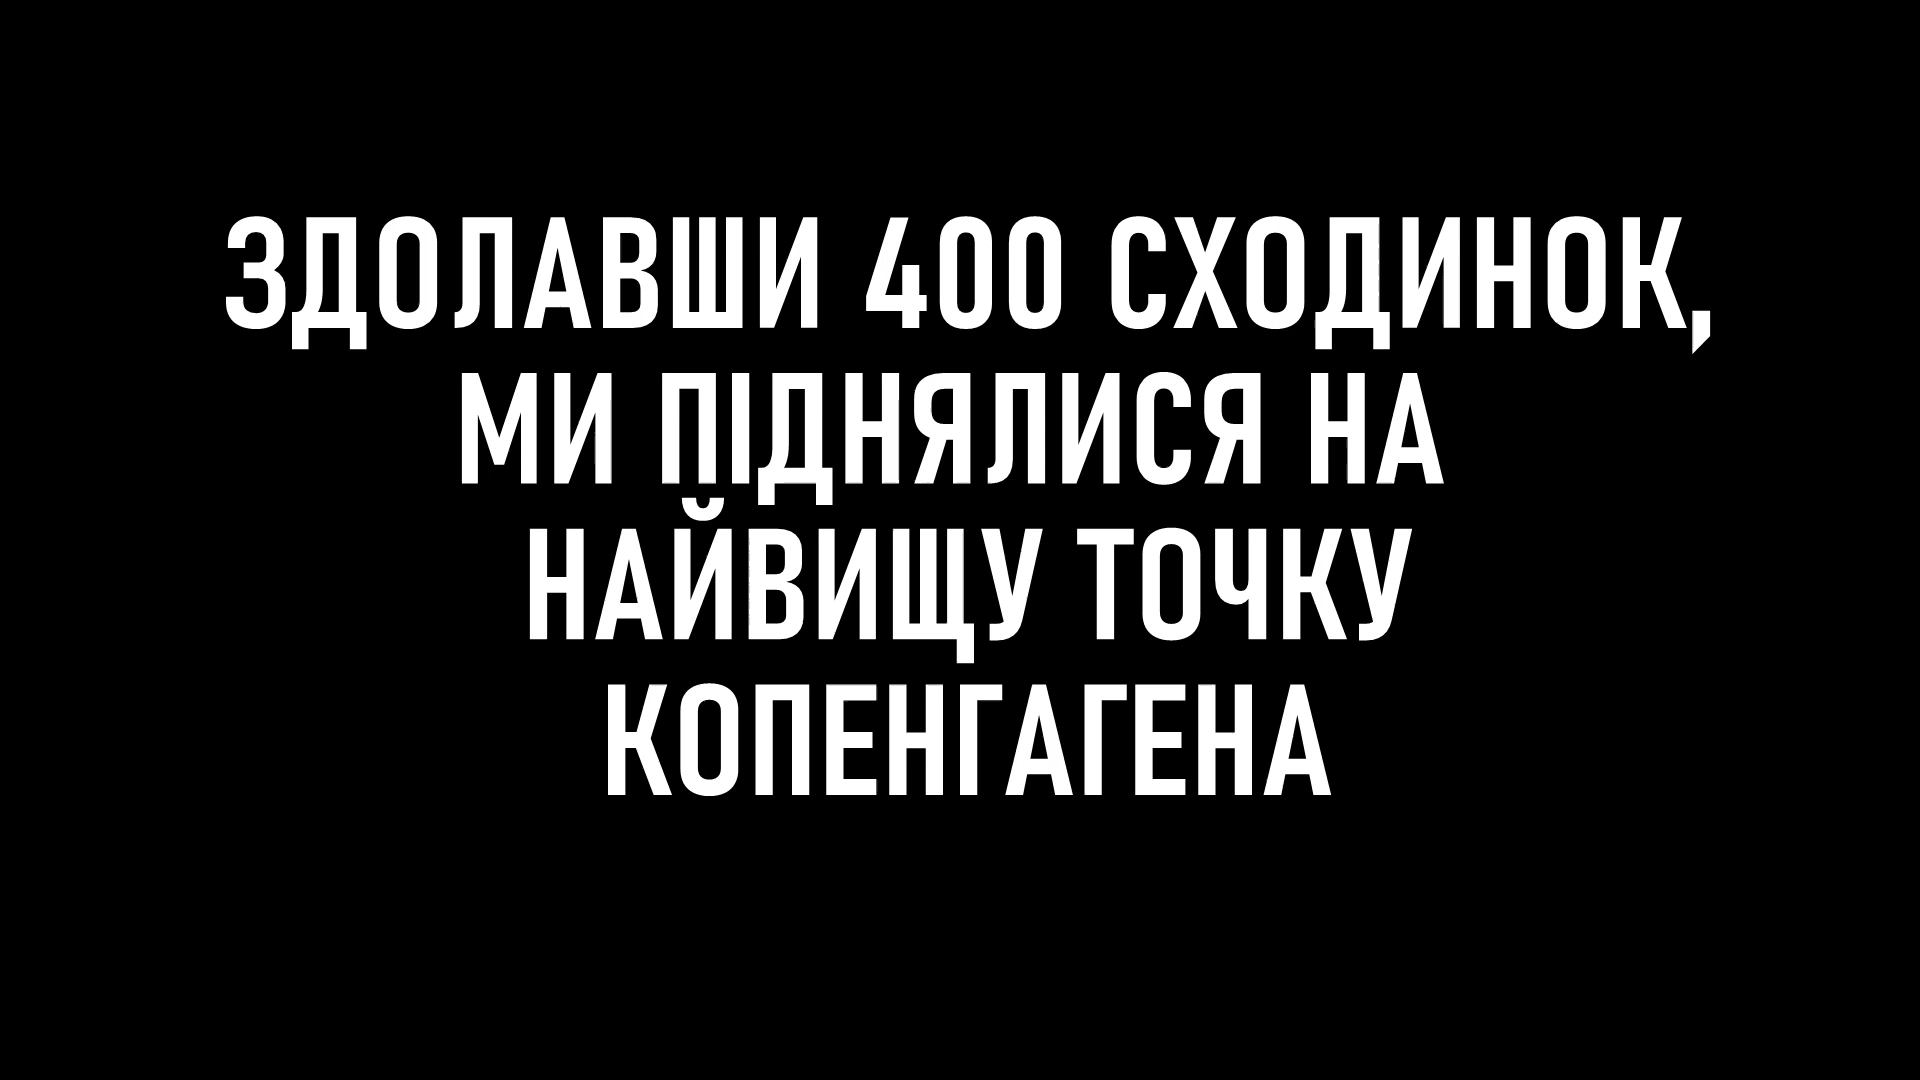 ЗДОЛАВШИ 400 СХОДИНОК,
МИ ПІДНЯЛИСЯ НА
НАЙВИЩУ ТОЧКУ
КОПЕНГАГЕНА